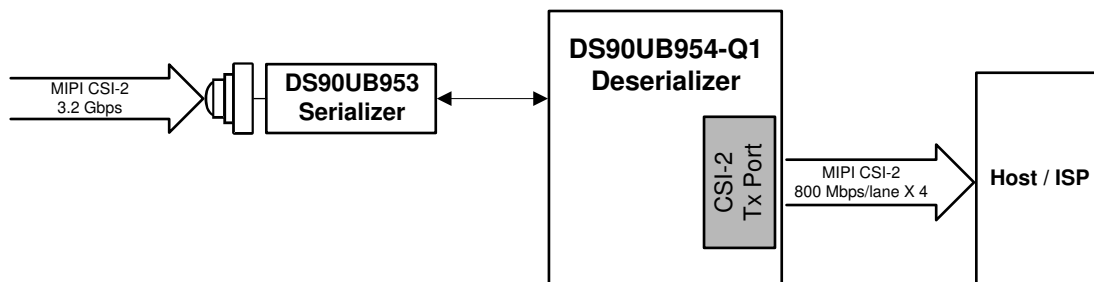 MIPI CSI-2
3.2 Gbps
DS90UB953
Serializer
DS90UB954-Q1
Deserializer
CSI-2
Tx Port
MIPI CSI-2
800 Mbps/lane X 4
Host / ISP